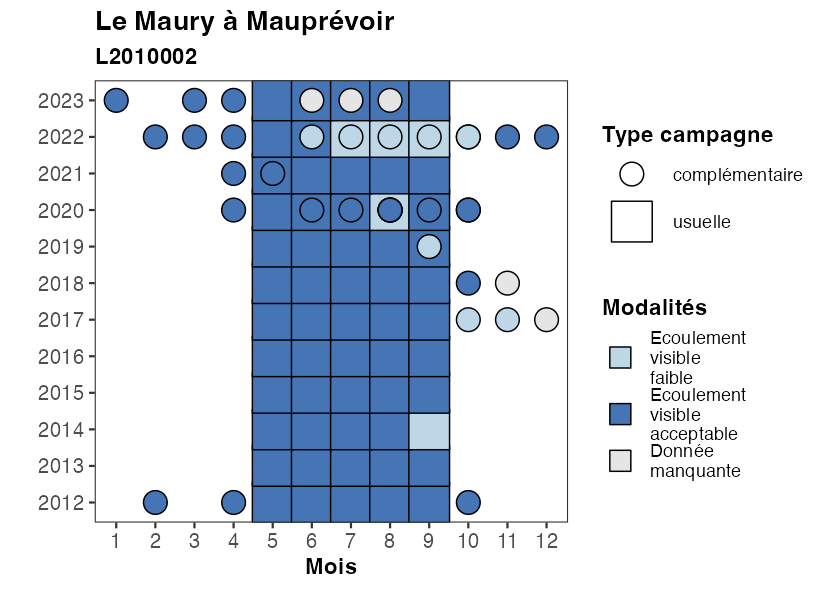 Le Maury à Mauprévoir
L2010002
2023
2022
2021
2020
2019
2018
2017
2016
2015
2014
2013
2012
1 2 3 4 5 6 7 8 9 10 11 12
Mois
Type campagne
complémentaire
usuelle
Modalités
Ecoulement
visible
faible
Ecoulement
visible
acceptable
Donnée
manquante